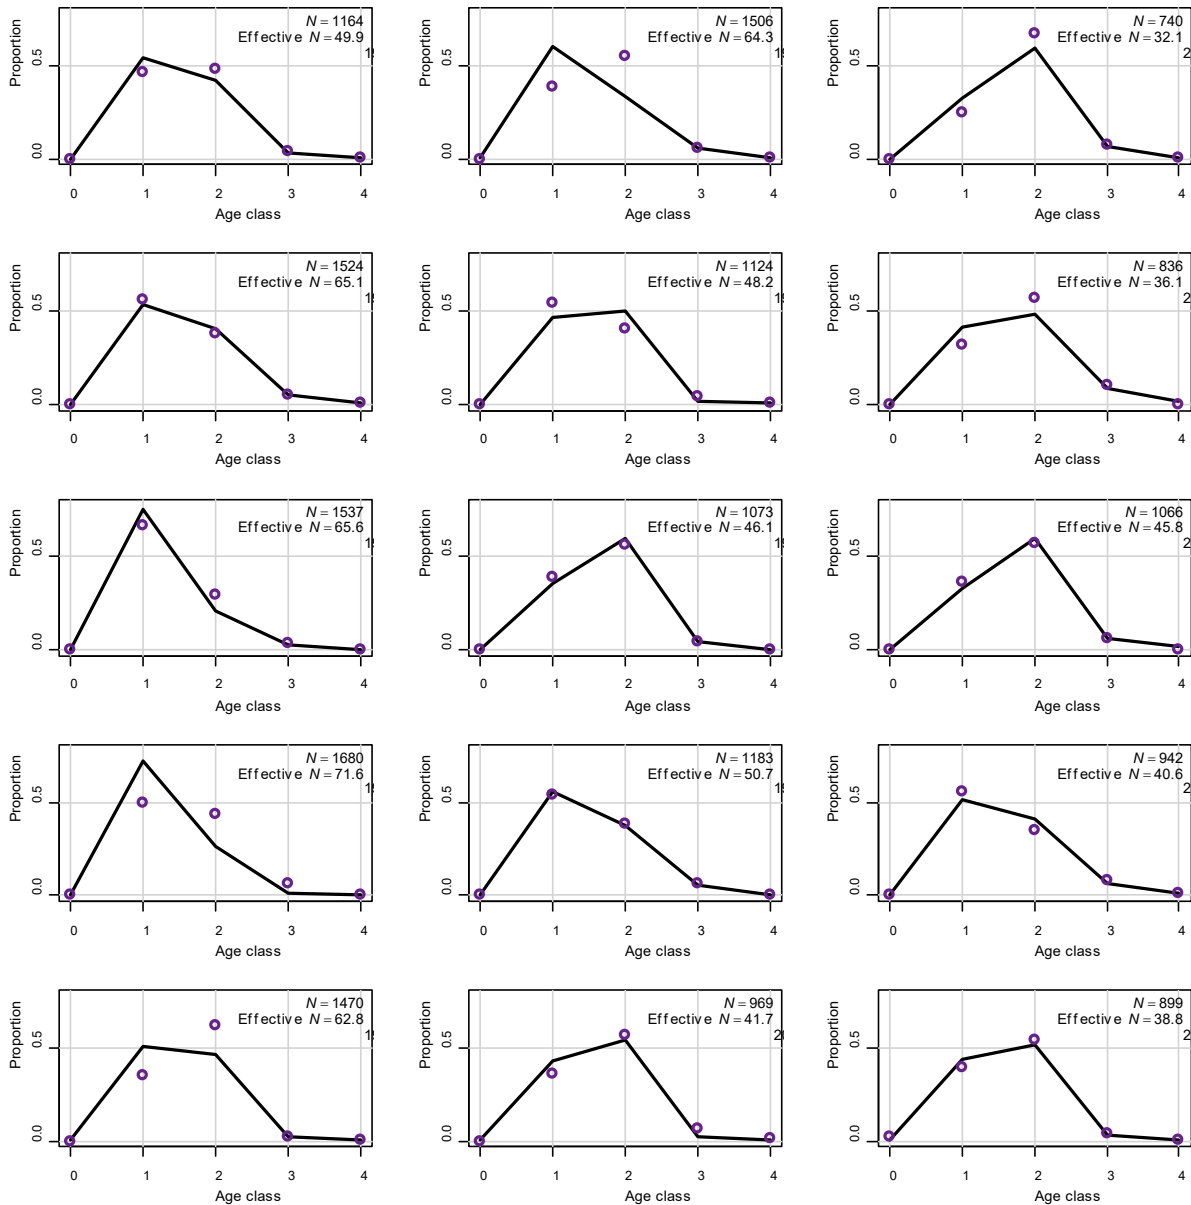 N = 1164
Effective N = 49.9
Proportion
0.5
0.0
0 1 2 3 4
Age class
N = 1506
Effective N = 64.3
Proportion
0.5
0.0
0 1 2 3 4
Age class
N = 740
Effective N = 32.1
Proportion
0.5
0.0
0 1 2 3 4
Age class
N = 1524
Effective N = 65.1
Proportion
0.5
0.0
0 1 2 3 4
Age class
N = 1124
Effective N = 48.2
Proportion
0.5
0.0
0 1 2 3 4
Age class
N = 836
Effective N = 36.1
Proportion
0.5
0.0
0 1 2 3 4
Age class
N = 1537
Effective N = 65.6
Proportion
0.5
0.0
0 1 2 3 4
Age class
N = 1073
Effective N = 46.1
Proportion
0.5
0.0
0 1 2 3 4
Age class
N = 1066
Effective N = 45.8
Proportion
0.5
0.0
0 1 2 3 4
Age class
N = 1680
Effective N = 71.6
Proportion
0.5
0.0
0 1 2 3 4
Age class
N = 1183
Effective N = 50.7
Proportion
0.5
0.0
0 1 2 3 4
Age class
N = 942
Effective N = 40.6
Proportion
0.5
0.0
0 1 2 3 4
Age class
N = 1470
Effective N = 62.8
Proportion
0.5
0.0
0 1 2 3 4
Age class
N = 969
Effective N = 41.7
Proportion
0.5
0.0
0 1 2 3 4
Age class
N = 899
Effective N = 38.8
Proportion
0.5
0.0
0 1 2 3 4
Age class